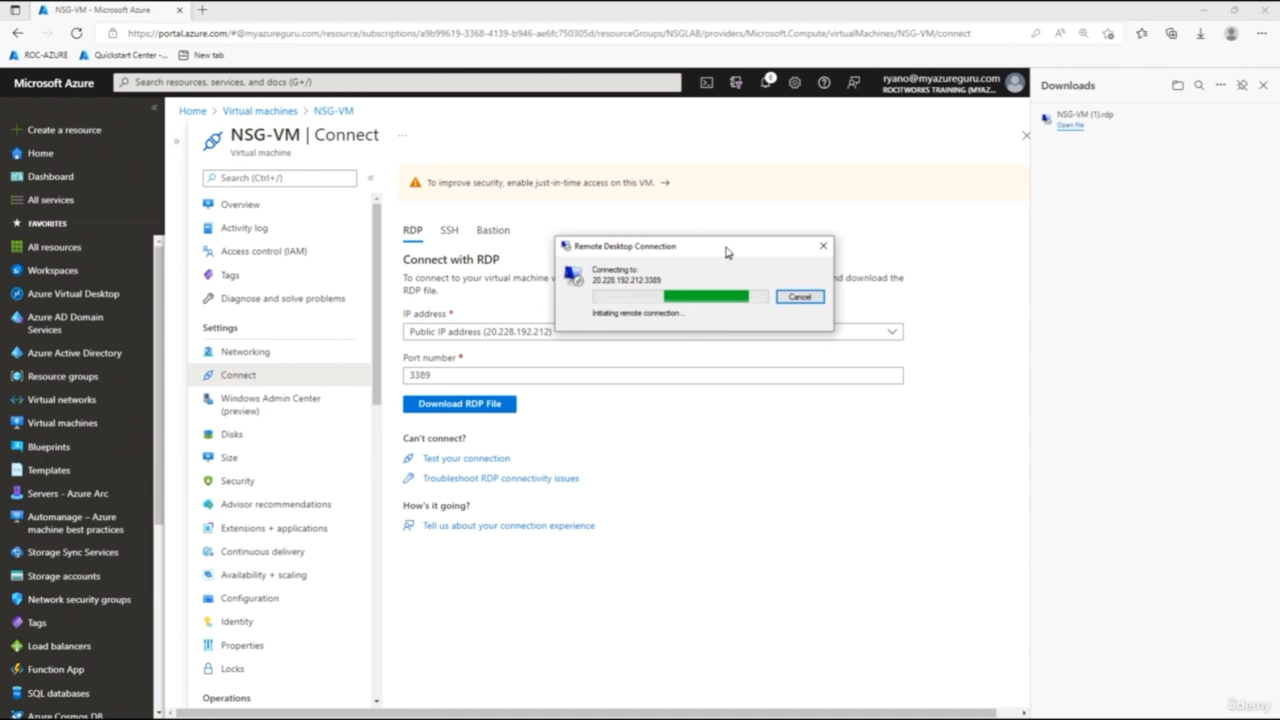 NSG-VM - Microsoft Azure
https://portal.azure.com/#@myazureguru.com/resource/subscriptions/a9b99619-3368-4139-b946-ae6fc750305d/resourceGroups/NSGLAB/providers/Microsoft.Compute/virtualMachines/NSG-VM/connect
ROC-AZURE
Quickstart Center -...
New tab
Microsoft Azure
Search resources, services, and docs (G+/)
6
ryano@myazureguru.com
ROCITWORKS TRAINING (MYAZ...
Downloads
NSG-VM (1).rdp
Open file
Create a resource
Home
Dashboard
All services
FAVORITES
All resources
Workspaces
Azure Virtual Desktop
Azure AD Domain
Services
Azure Active Directory
Resource groups
Virtual networks
Virtual machines
Blueprints
Templates
Servers - Azure Arc
Automanage – Azure
machine best practices
Storage Sync Services
Storage accounts
Network security groups
Tags
Load balancers
Function App
SQL databases
Azure Cosmos DB
Home > Virtual machines > NSG-VM
NSG-VM | Connect
Virtual machine
Search (Ctrl+/)
Overview
Activity log
Access control (IAM)
Tags
Diagnose and solve problems
Settings
Networking
Connect
Windows Admin Center
(preview)
Disks
Size
Security
Advisor recommendations
Extensions + applications
Continuous delivery
Availability + scaling
Configuration
Identity
Properties
Locks
Operations
To improve security, enable just-in-time access on this VM. →
RDP
SSH
Bastion
Connect with RDP
To connect to your virtual machine
nd download the
RDP file.
IP address *
Public IP address (20.228.192.212)
Port number *
3389
Download RDP File
Can't connect?
Test your connection
Troubleshoot RDP connectivity issues
How's it going?
Tell us about your connection experience
Remote Desktop Connection
Connecting to:
20.228.192.212:3389
Cancel
Initiating remote connection...
ûdemy